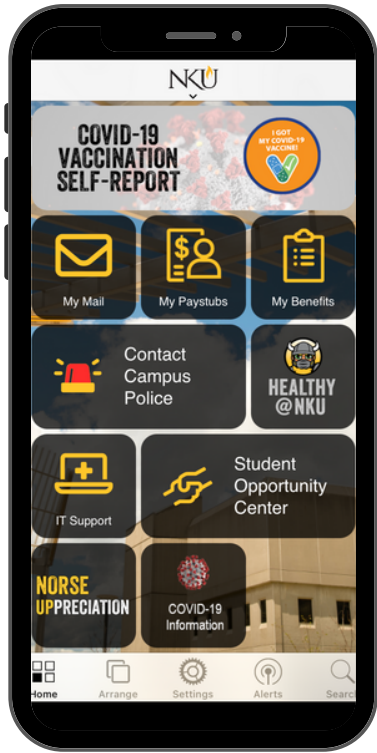 NKU
COVID-19
VACCINATION
SELF-REPORT
I GOT
MY COVID-19
VACCINE!
My Mail
My Paystubs
My Benefits
Contact
Campus
Police
HEALTHY
@NKU
IT Support
Student
Opportunity
Center
NORSE
UPPRECIATION
COVID-19
Information
Home
Arrange
Settings
Alerts
Search